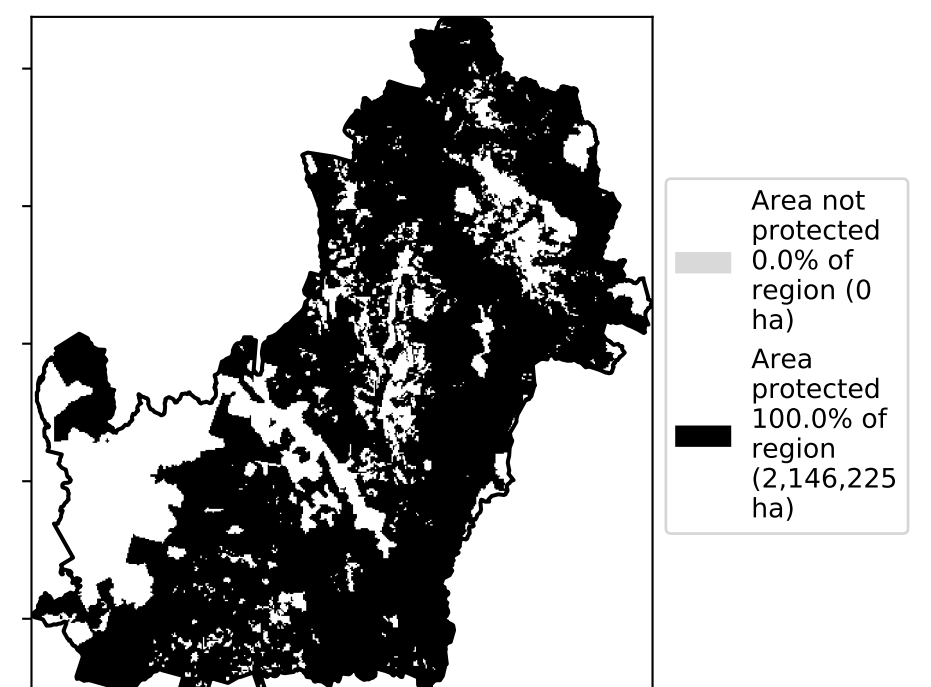 Area not
protected
0.0% of
region (0
ha)
Area
protected
100.0% of
region
(2,146,225
ha)